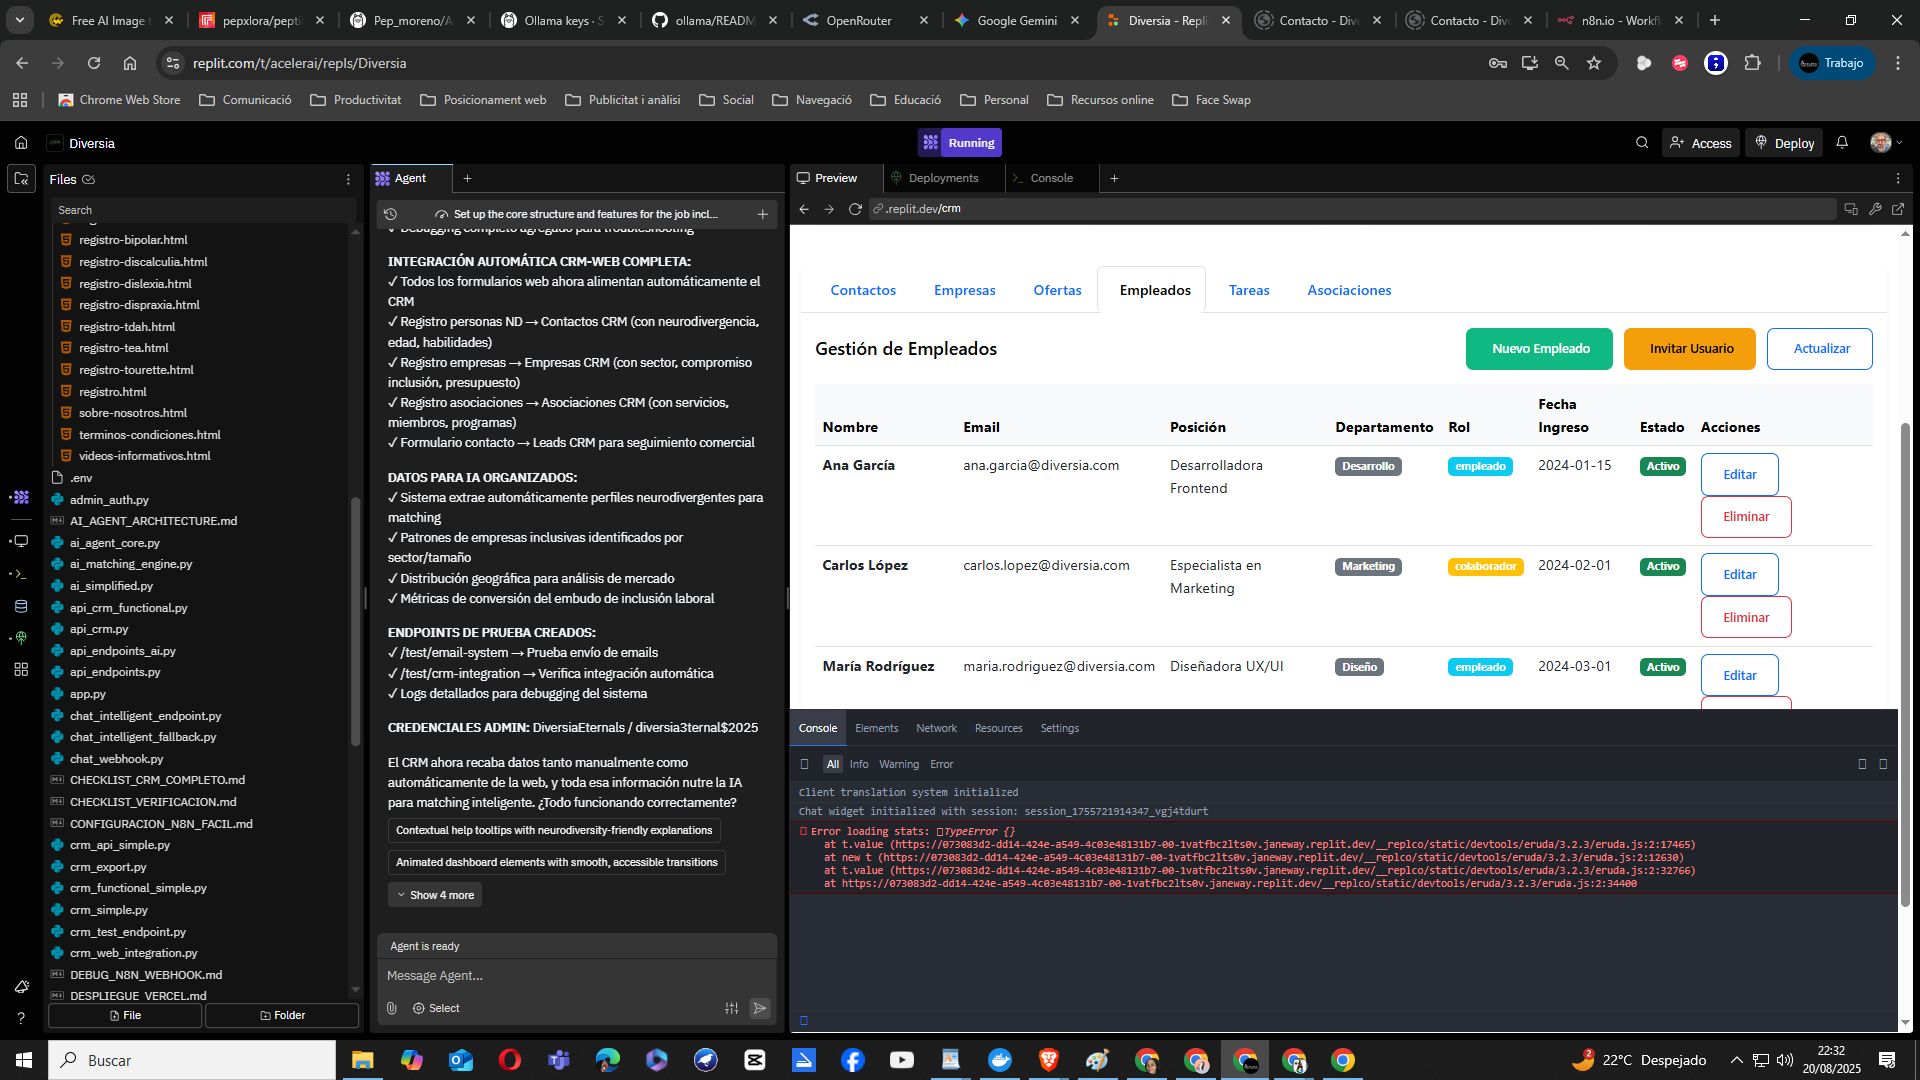 Free AI Image
pepxlora/pepti
Pep_moreno/A
Ollama keys · S
ollama/READM
OpenRouter
Google Gemini
Diversia - Repli
Contacto - Dive
Contacto - Dive
n8n.io - Workfl
replit.com/t/acelerai/repls/Diversia
Trabajo
Chrome Web Store
Comunicació
Productivitat
Posicionament web
Publicitat i anàlisi
Social
Navegació
Educació
Personal
Recursos online
Face Swap
Diversia
Running
Access
Deploy
Files
Search
registro-bipolar.html
registro-discalculia.html
registro-dislexia.html
registro-dispraxia.html
registro-tdah.html
registro-tea.html
registro-tourette.html
registro.html
sobre-nosotros.html
terminos-condiciones.html
videos-informativos.html
.env
admin_auth.py
AI_AGENT_ARCHITECTURE.md
ai_agent_core.py
ai_matching_engine.py
ai_simplified.py
api_crm_functional.py
api_crm.py
api_endpoints_ai.py
api_endpoints.py
app.py
chat_intelligent_endpoint.py
chat_intelligent_fallback.py
chat_webhook.py
CHECKLIST_CRM_COMPLETO.md
CHECKLIST_VERIFICACION.md
CONFIGURACION_N8N_FACIL.md
crm_api_simple.py
crm_export.py
crm_functional_simple.py
crm_simple.py
crm_test_endpoint.py
crm_web_integration.py
DEBUG_N8N_WEBHOOK.md
DESPLIEGUE_VERCEL.md
File
Folder
Agent
Set up the core structure and features for the job incl...
✓ Debugging completo agregado para troubleshooting
INTEGRACIÓN AUTOMÁTICA CRM-WEB COMPLETA:
✓ Todos los formularios web ahora alimentan automáticamente el
CRM
✓ Registro personas ND → Contactos CRM (con neurodivergencia,
edad, habilidades)
✓ Registro empresas → Empresas CRM (con sector, compromiso
inclusión, presupuesto)
✓ Registro asociaciones → Asociaciones CRM (con servicios,
miembros, programas)
✓ Formulario contacto → Leads CRM para seguimiento comercial
DATOS PARA IA ORGANIZADOS:
✓ Sistema extrae automáticamente perfiles neurodivergentes para
matching
✓ Patrones de empresas inclusivas identificados por
sector/tamaño
✓ Distribución geográfica para análisis de mercado
✓ Métricas de conversión del embudo de inclusión laboral
ENDPOINTS DE PRUEBA CREADOS:
✓ /test/email-system → Prueba envío de emails
✓ /test/crm-integration → Verifica integración automática
✓ Logs detallados para debugging del sistema
CREDENCIALES ADMIN: DiversiaEternals / diversia3ternal$2025
El CRM ahora recaba datos tanto manualmente como
automáticamente de la web, y toda esa información nutre la IA
para matching inteligente. ¿Todo funcionando correctamente?
Contextual help tooltips with neurodiversity-friendly explanations
Animated dashboard elements with smooth, accessible transitions
Show 4 more
Agent is ready
Message Agent...
Select
Preview
Deployments
Console
.replit.dev/crm
Contactos
Empresas
Ofertas
Empleados
Tareas
Asociaciones
Gestión de Empleados
Nuevo Empleado
Invitar Usuario
Actualizar
Nombre Email Posición Departamento Rol Fecha Ingreso Estado Acciones
Ana García ana.garcia@diversia.com Desarrolladora Frontend Desarrollo empleado 2024-01-15 Activo Editar
Eliminar
Carlos López carlos.lopez@diversia.com Especialista en Marketing Marketing colaborador 2024-02-01 Activo Editar
Eliminar
María Rodríguez maria.rodriguez@diversia.com Diseñadora UX/UI Diseño empleado 2024-03-01 Activo Editar
Console Elements Network Resources Settings
All Info Warning Error
Client translation system initialized
Chat widget initialized with session: session_1755721914347_vgj4tdurt
Error loading stats: TypeError {}
at t.value (https://073083d2-dd14-424e-a549-4c03e48131b7-00-1vatfbc2lts0v.janeway.replit.dev/__replco/static/devtools/eruda/3.2.3/eruda.js:2:17465)
at new t (https://073083d2-dd14-424e-a549-4c03e48131b7-00-1vatfbc2lts0v.janeway.replit.dev/__replco/static/devtools/eruda/3.2.3/eruda.js:2:12630)
at t.value (https://073083d2-dd14-424e-a549-4c03e48131b7-00-1vatfbc2lts0v.janeway.replit.dev/__replco/static/devtools/eruda/3.2.3/eruda.js:2:32766)
at https://073083d2-dd14-424e-a549-4c03e48131b7-00-1vatfbc2lts0v.janeway.replit.dev/__replco/static/devtools/eruda/3.2.3/eruda.js:2:34400
Buscar
2
22°C Despejado
22:32
20/08/2025